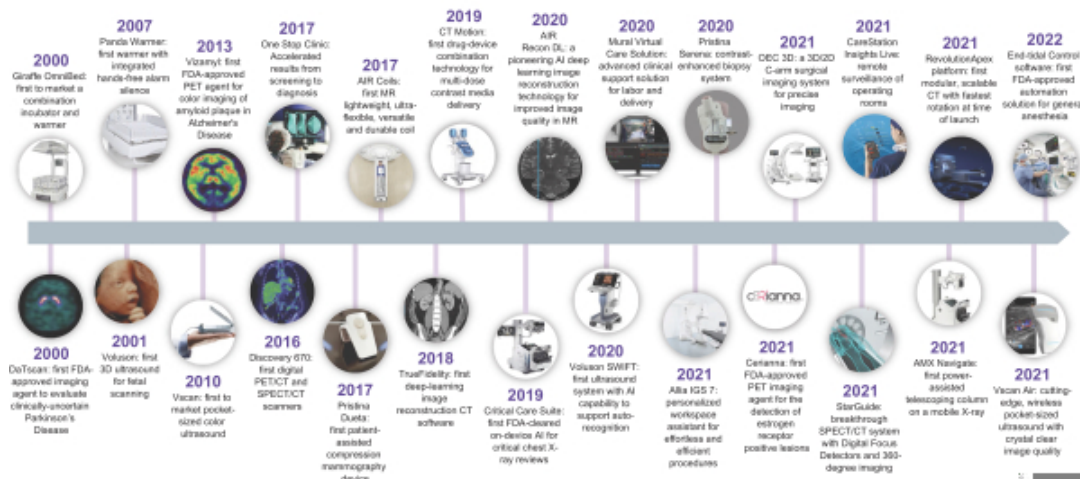 2000
Giraffe OmniBed:
first to market a
combination
incubator and
warmer
2007
Panda Warmer:
first warmer with
integrated
hands-free alarm
silence
2013
Vizamyl: first
FDA-approved
PET agent for
color imaging of
amyloid plaque in
Alzheimer's
Disease
2017
One Stop Clinic:
Accelerated
results from
screening to
diagnosis
2017
AIR Coils:
first MR
lightweight, ultra-
flexible, versatile
and durable coil
2019
CT Motion:
first drug-device
combination
technology for
multi-dose
contrast media
delivery
2020
AIR
Recon DL: a
pioneering AI deep
learning image
reconstruction
technology for
improved image
quality in MR
2020
Mural Virtual
Care Solution:
advanced clinical
support solution
for labor and
delivery
2020
Pristina
Serena: contrast-
enhanced biopsy
system
2021
OEC 3D: a 3D/2D
C-arm surgical
imaging system
for precise
imaging
2021
CareStation
Insights Live:
remote
surveillance of
operating
rooms
2021
RevolutionApex
platform: first
modular, scalable
CT with fastest
rotation at time
of launch
2022
End-tidal Control
software: first
FDA-approved
automation
solution for general
anesthesia
2000
DaTscan: first FDA-
approved imaging
agent to evaluate
clinically-uncertain
Parkinson's
Disease
2001
Voluson: first
3D ultrasound
for fetal
scanning
2010
Vscan: first to
market pocket-
sized color
ultrasound
2016
Discovery 670:
first digital
PET/CT and
SPECT/CT
scanners
2017
Pristina
Dueta:
first patient-
assisted
compression
mammography
device
2018
TrueFidelity: first
deep-learning
image
reconstruction CT
software
2019
Critical Care Suite:
first FDA-cleared
on-device AI for
critical chest X-
ray reviews
2020
Voluson SWIFT:
first ultrasound
system with AI
capability to
support auto-
recognition
2021
Allia IGS 7:
personalized
workspace
assistant for
effortless and
efficient
procedures
cerianna
2021
Cerianna: first
FDA-approved
PET imaging
agent for the
detection of
estrogen
receptor
positive lesions
2021
StarGuide:
breakthrough
SPECT/CT system
with Digital Focus
Detectors and 360-
degree imaging
2021
AMX Navigate:
first power-
assisted
telescoping column
on a mobile X-ray
2021
Vscan Air: cutting-
edge, wireless
pocket-sized
ultrasound with
crystal clear
image quality